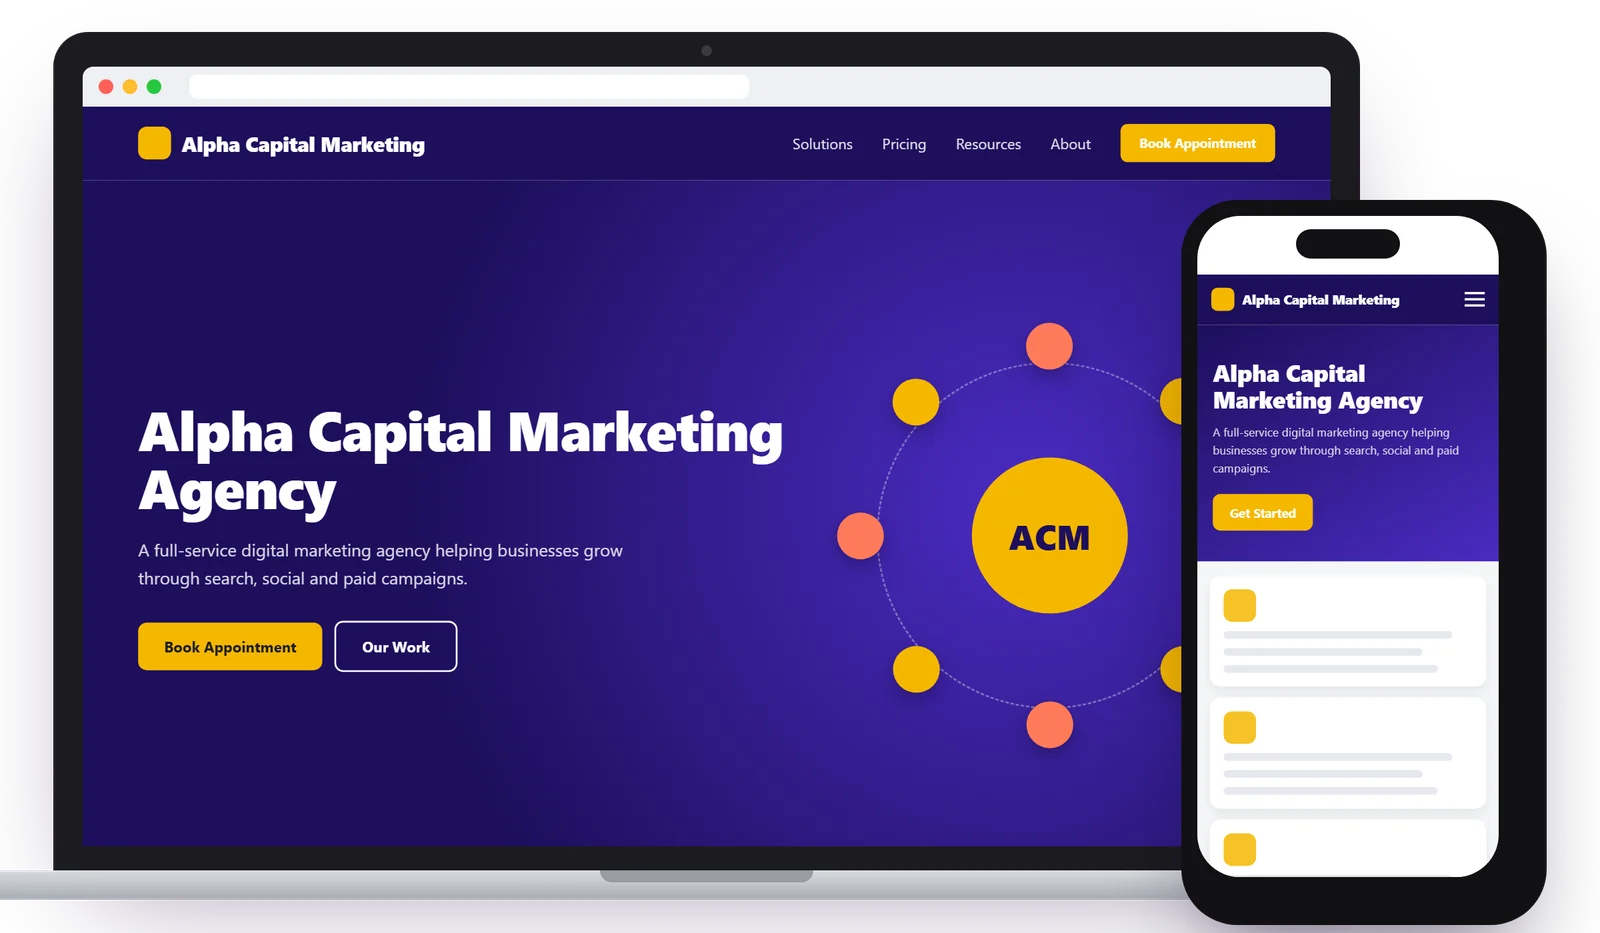 Alpha Capital Marketing
Solutions
Pricing
Resources
About
Book Appointment
Alpha Capital Marketing
Agency
A full-service digital marketing agency helping businesses grow
through search, social and paid campaigns.
Book Appointment
Our Work
ACM
Alpha Capital Marketing
Alpha Capital
Marketing Agency
A full-service digital marketing agency helping
businesses grow through search, social and paid
campaigns.
Get Started